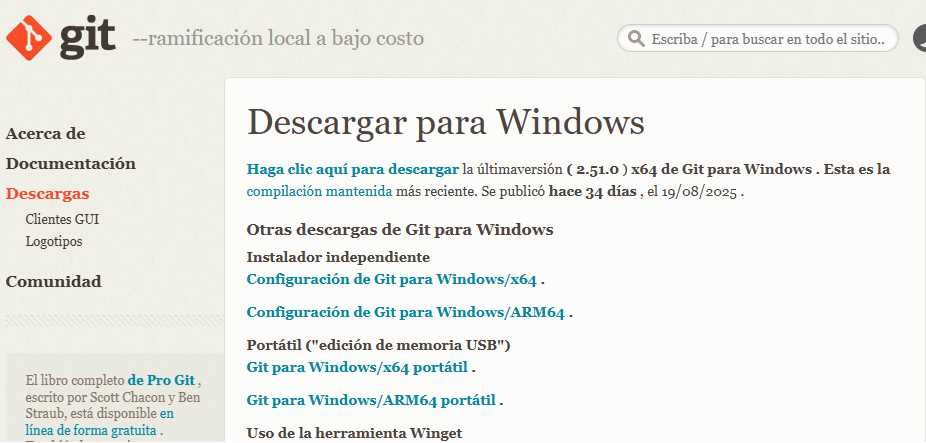 git --ramificación local a bajo costo
Escriba / para buscar en todo el sitio..
Acerca de
Documentación
Descargas
Clientes GUI
Logotipos
Comunidad
El libro completo de Pro Git ,
escrito por Scott Chacon y Ben
Straub, está disponible en
línea de forma gratuita .
Descargar para Windows
Haga clic aquí para descargar la últimaversión ( 2.51.0 ) x64 de Git para Windows . Esta es la
compilación mantenida más reciente. Se publicó hace 34 días , el 19/08/2025 .
Otras descargas de Git para Windows
Instalador independiente
Configuración de Git para Windows/x64 .
Configuración de Git para Windows/ARM64 .
Portátil ("edición de memoria USB")
Git para Windows/x64 portátil .
Git para Windows/ARM64 portátil .
Uso de la herramienta Winget